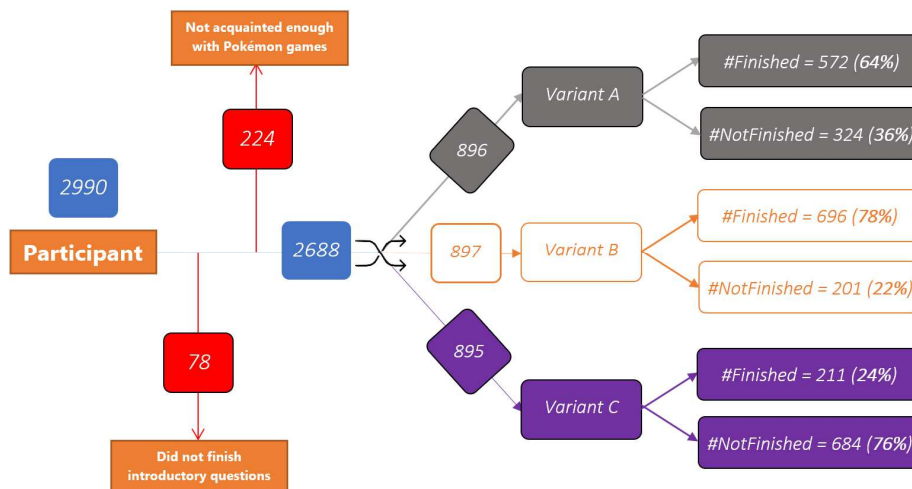 Not acquainted enough
with Pokémon games
224
2990
Participant
78
Did not finish
introductory questions
2688
896
Variant A
#Finished = 572 (64%)
#NotFinished = 324 (36%)
897
Variant B
#Finished = 696 (78%)
#NotFinished = 201 (22%)
895
Variant C
#Finished = 211 (24%)
#NotFinished = 684 (76%)